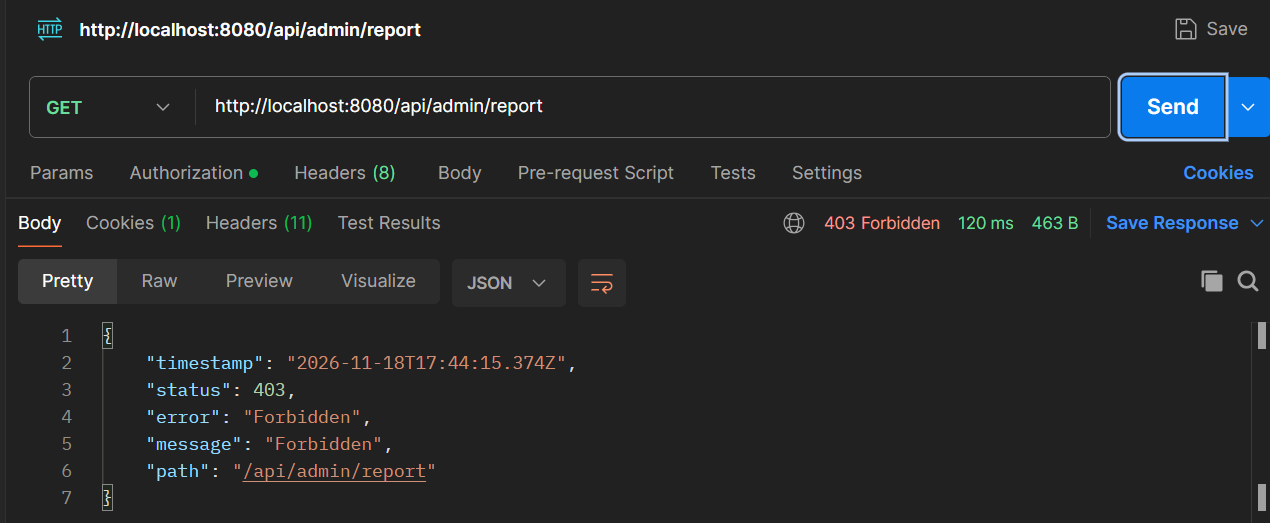 HTTP http://localhost:8080/api/admin/report Save
GET http://localhost:8080/api/admin/report Send
Params Authorization Headers (8) Body Pre-request Script Tests Settings Cookies
Body Cookies (1) Headers (11) Test Results 403 Forbidden 120 ms 463 B Save Response
Pretty Raw Preview Visualize JSON
1 {
2 "timestamp": "2026-11-18T17:44:15.374Z",
3 "status": 403,
4 "error": "Forbidden",
5 "message": "Forbidden",
6 "path": "/api/admin/report"
7 }